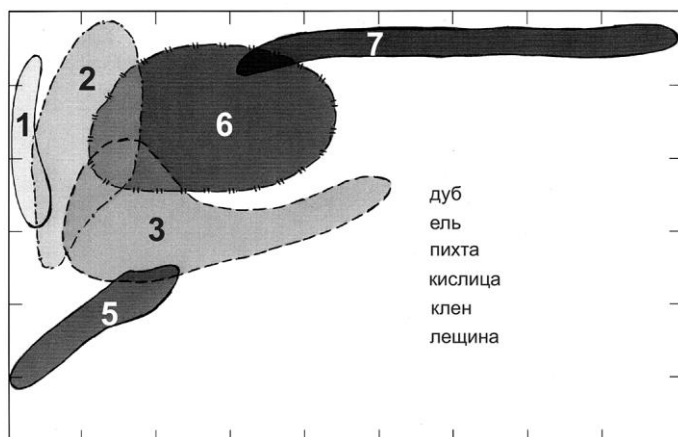 7
2
1
6
3
5
дуб
ель
пихта
кислица
клен
лещина